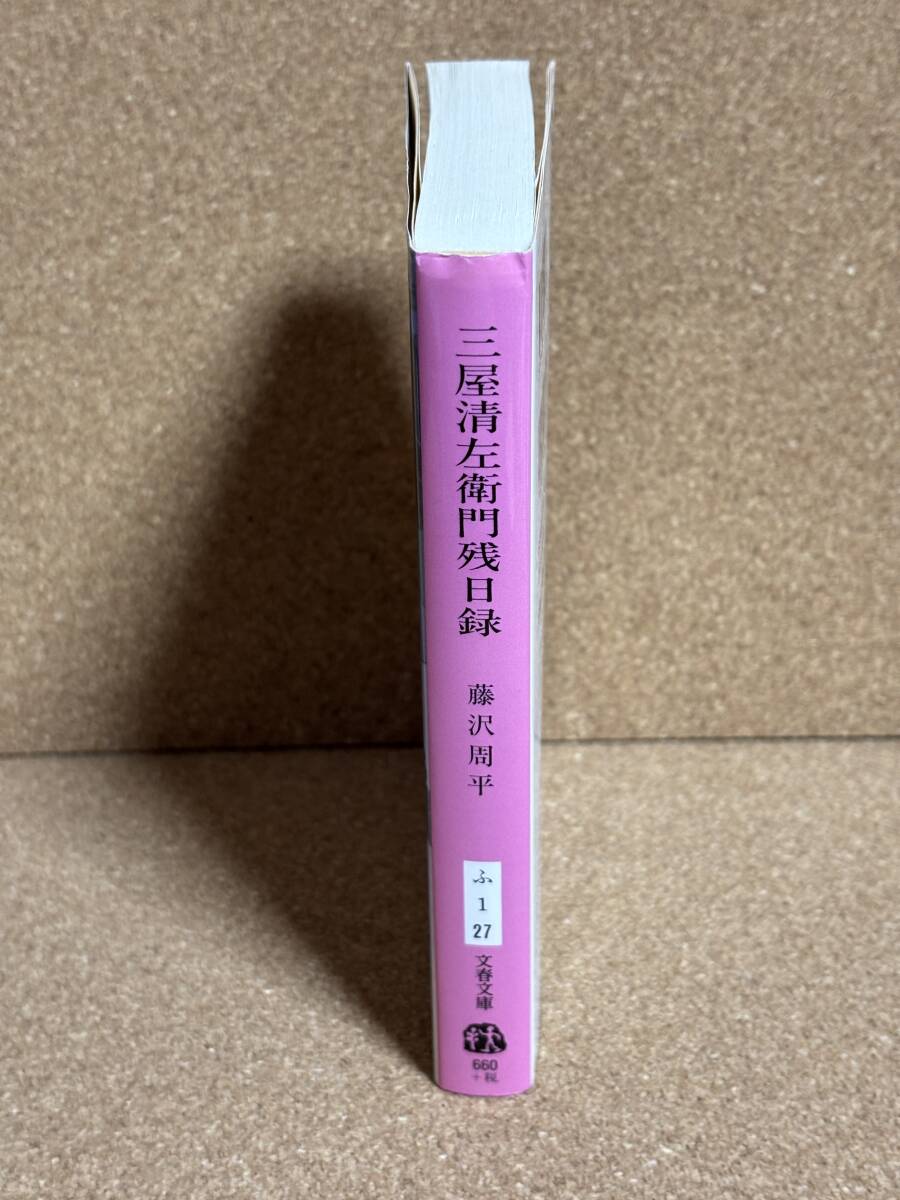 三屋清左衛門残日録
藤沢周平
ふ
1
27
文春文庫
660
+税